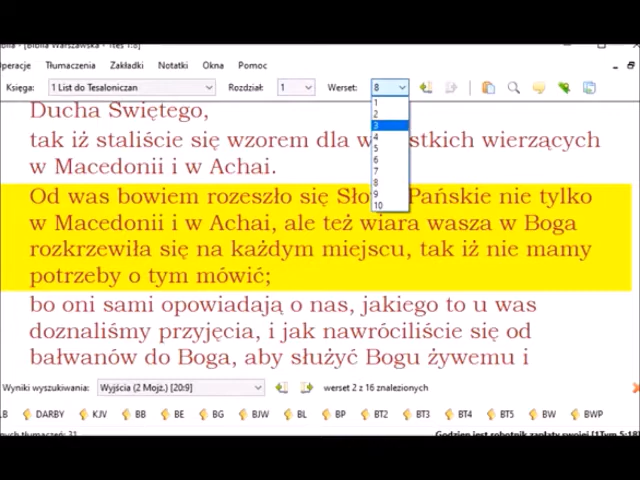 [Biblia Warszawska - 1Tes 1:8]
Operacje Tłumaczenia Zakładki Notatki Okna Pomoc
Księga: 1 List do Tesaloniczan Rozdział: 1 Werset: 8
1
2
3
4
5
6
7
8
9
10
Ducha Świętego,
tak iż staliście się wzorem dla wszystkich wierzących
w Macedonii i w Achai.
Od was bowiem rozeszło się Słowo Pańskie nie tylko
w Macedonii i w Achai, ale też wiara wasza w Boga
rozkrzewiła się na każdym miejscu, tak iż nie mamy
potrzeby o tym mówić;
bo oni sami opowiadają o nas, jakiego to u was
doznaliśmy przyjęcia, i jak nawróciliście się od
bałwanów do Boga, aby służyć Bogu żywemu i
Wyniki wyszukiwania: Wyjścia (2 Mojż.) [20:9] werset 2 z 16 znalezionych
LB DARBY KJV BB BE BG BJW BL BP BT2 BT3 BT4 BT5 BW BWP
tłumaczeń: 31 Godzien jest robotnik zapłaty swojej [1Tym 5:18]